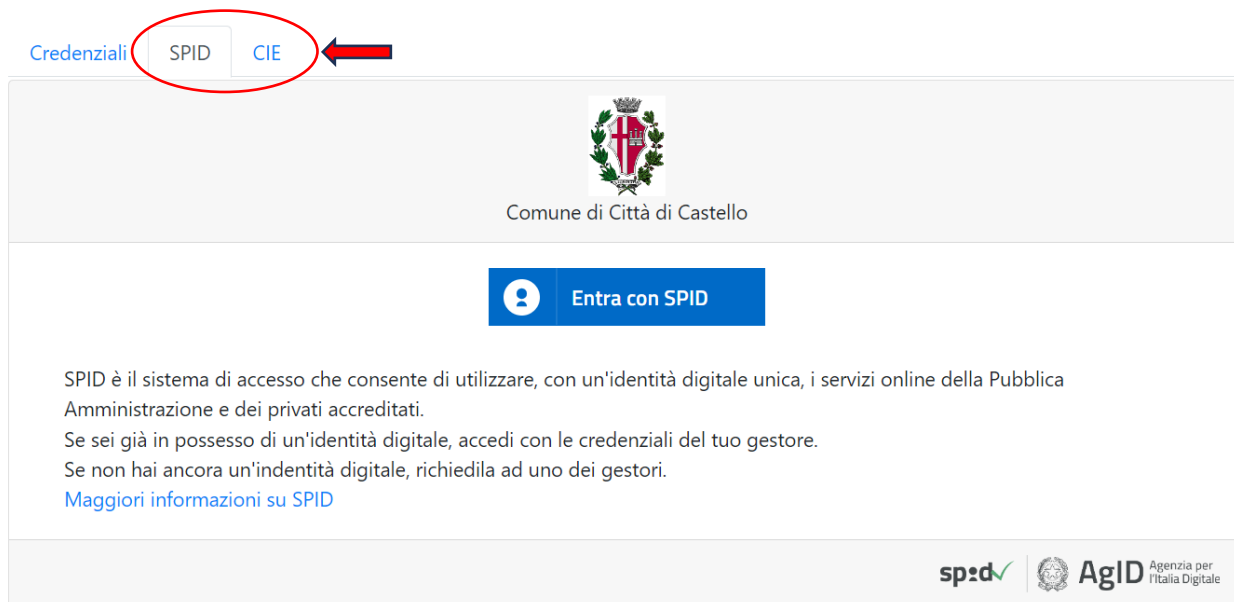 Credenziali SPID CIE
Comune di Città di Castello
Entra con SPID
SPID è il sistema di accesso che consente di utilizzare, con un'identità digitale unica, i servizi online della Pubblica
Amministrazione e dei privati accreditati.
Se sei già in possesso di un'identità digitale, accedi con le credenziali del tuo gestore.
Se non hai ancora un'indentità digitale, richiedila ad uno dei gestori.
Maggiori informazioni su SPID
spid AgID Agenzia per
l'Italia Digitale